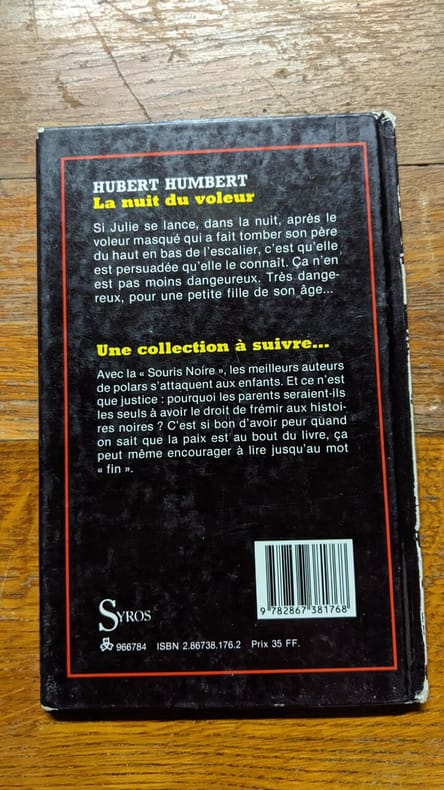 HUBERT HUMBERT
La nuit du voleur
Si Julie se lance, dans la nuit, après le
voleur masqué qui a fait tomber son père
du haut en bas de l'escalier, c'est qu'elle
est persuadée qu'elle le connaît. Ça n'en
est pas moins dangeureux. Très dange-
reux, pour une petite fille de son âge...
Une collection à suivre...
Avec la « Souris Noire », les meilleurs auteurs
de polars s'attaquent aux enfants. Et ce n'est
que justice : pourquoi les parents seraient-ils
les seuls à avoir le droit de frémir aux histoi-
res noires ? C'est si bon d'avoir peur quand
on sait que la paix est au bout du livre, ça
peut même encourager à lire jusqu'au mot
« fin ».
9 782867 381768
SYROS
966784 ISBN 2.86738.176.2 Prix 35 FF.